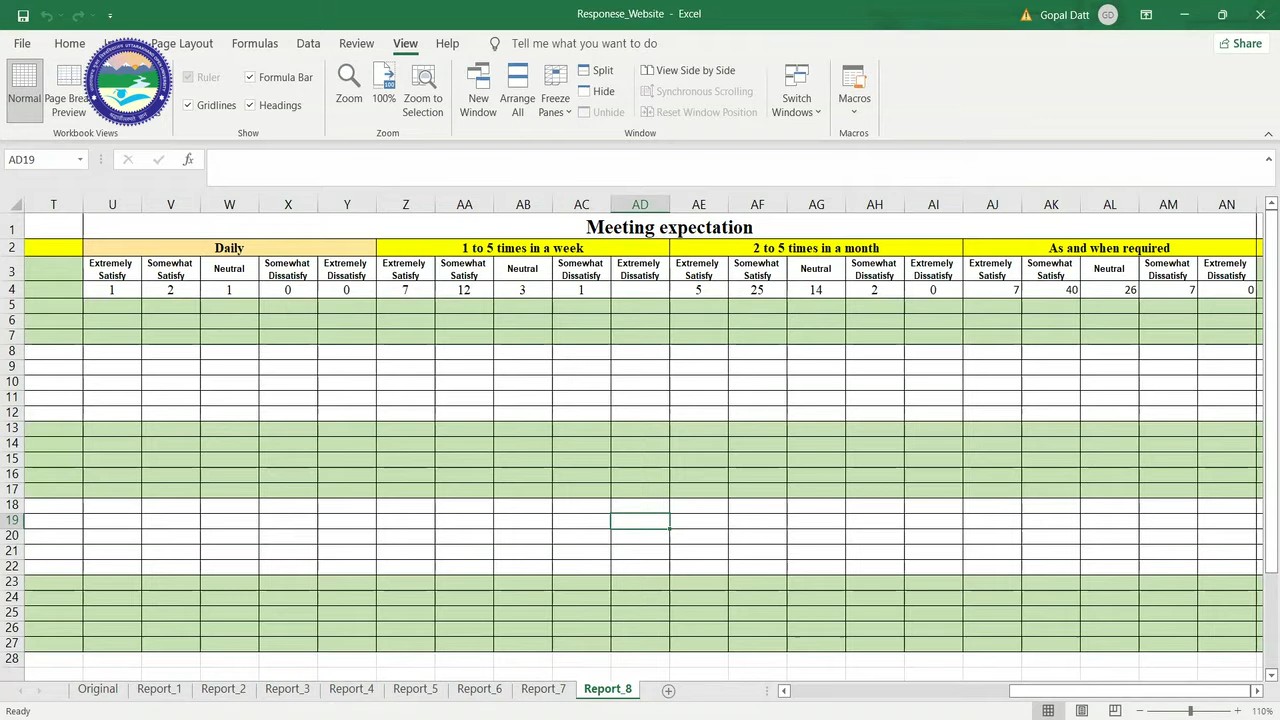 Responese_Website - Excel
Gopal Datt
GD
File Home Page Layout Formulas Data Review View Help Tell me what you want to do
Share
Normal
Page Break
Preview
Workbook Views
Ruler
Formula Bar
Gridlines
Headings
Show
Zoom
100
100%
Zoom to
Selection
Zoom
New
Window
Arrange
All
Freeze
Panes
Split
Hide
Unhide
View Side by Side
Synchronous Scrolling
Reset Window Position
Window
Switch
Windows
Macros
Macros
AD19
fx
T U V W X Y Z AA AB AC AD AE AF AG AH AI AJ AK AL AM AN
1 Meeting expectation
2 Daily 1 to 5 times in a week 2 to 5 times in a month As and when required
3 Extremely Satisfy Somewhat Satisfy Neutral Somewhat Dissatisfy Extremely Dissatify Extremely Satisfy Somewhat Satisfy Neutral Somewhat Dissatisfy Extremely Dissatisfy Extremely Satisfy Somewhat Satisfy Neutral Somewhat Dissatisfy Extremely Dissatisfy Extremely Satisfy Somewhat Satisfy Neutral Somewhat Dissatisfy Extremely Dissatisfy
4 1 2 1 0 0 7 12 3 1 5 25 14 2 0 7 40 26 7 0
5
6
7
8
9
10
11
12
13
14
15
16
17
18
19
20
21
22
23
24
25
26
27
28
Original Report_1 Report_2 Report_3 Report_4 Report_5 Report_6 Report_7 Report_8
Ready
110%